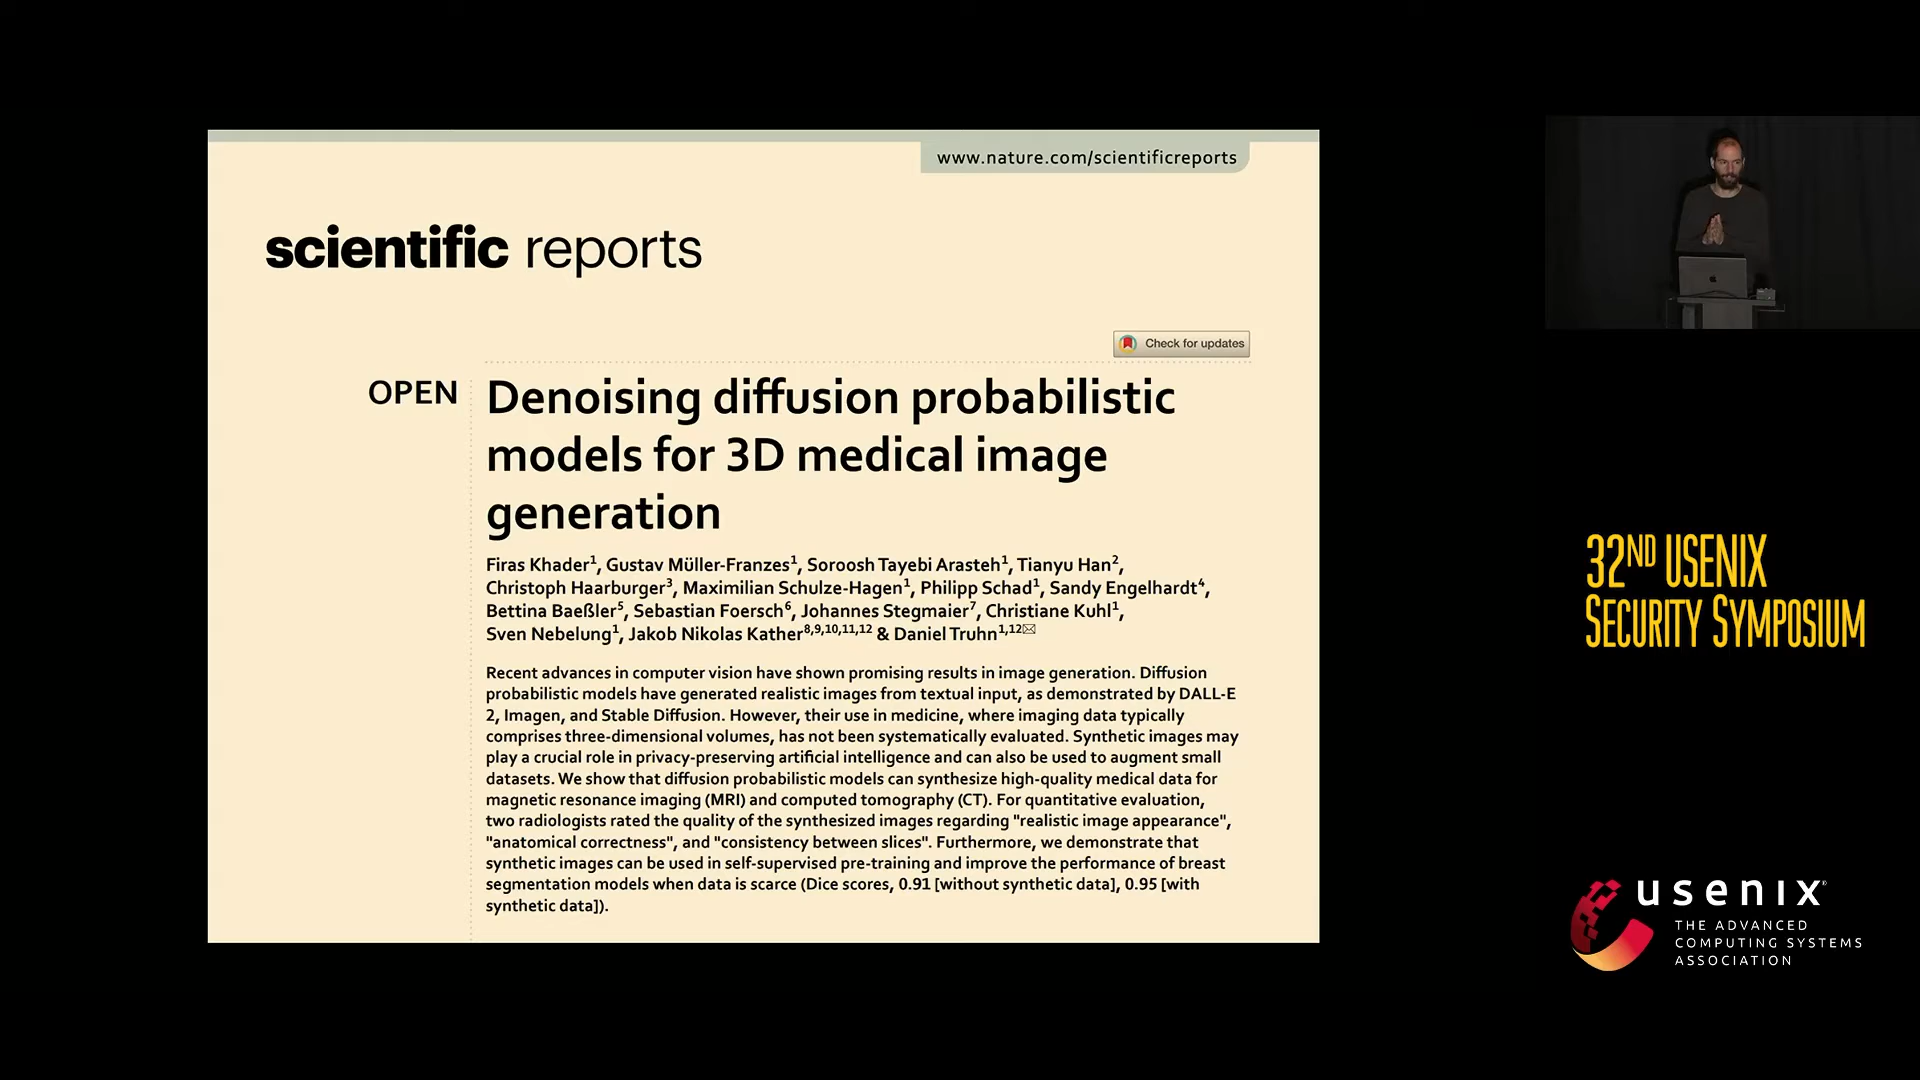 www.nature.com/scientificreports
scientific reports
Check for updates
OPEN
Denoising diffusion probabilistic
models for 3D medical image
generation
Firas Khader1, Gustav Müller-Franzes1, Soroosh Tayebi Arasteh1, Tianyu Han2,
Christoph Haarburger3, Maximilian Schulze-Hagen1, Philipp Schad1, Sandy Engelhardt4,
Bettina Baeßler5, Sebastian Foersch6, Johannes Stegmaier7, Christiane Kuhl1,
Sven Nebelung1, Jakob Nikolas Kather8,9,10,11,12 & Daniel Truhn1,12✉
Recent advances in computer vision have shown promising results in image generation. Diffusion
probabilistic models have generated realistic images from textual input, as demonstrated by DALL-E
2, Imagen, and Stable Diffusion. However, their use in medicine, where imaging data typically
comprises three-dimensional volumes, has not been systematically evaluated. Synthetic images may
play a crucial role in privacy-preserving artificial intelligence and can also be used to augment small
datasets. We show that diffusion probabilistic models can synthesize high-quality medical data for
magnetic resonance imaging (MRI) and computed tomography (CT). For quantitative evaluation,
two radiologists rated the quality of the synthesized images regarding "realistic image appearance",
"anatomical correctness", and "consistency between slices". Furthermore, we demonstrate that
synthetic images can be used in self-supervised pre-training and improve the performance of breast
segmentation models when data is scarce (Dice scores, 0.91 [without synthetic data], 0.95 [with
synthetic data]).
32ND USENIX
SECURITY SYMPOSIUM
usenix®
THE ADVANCED
COMPUTING SYSTEMS
ASSOCIATION